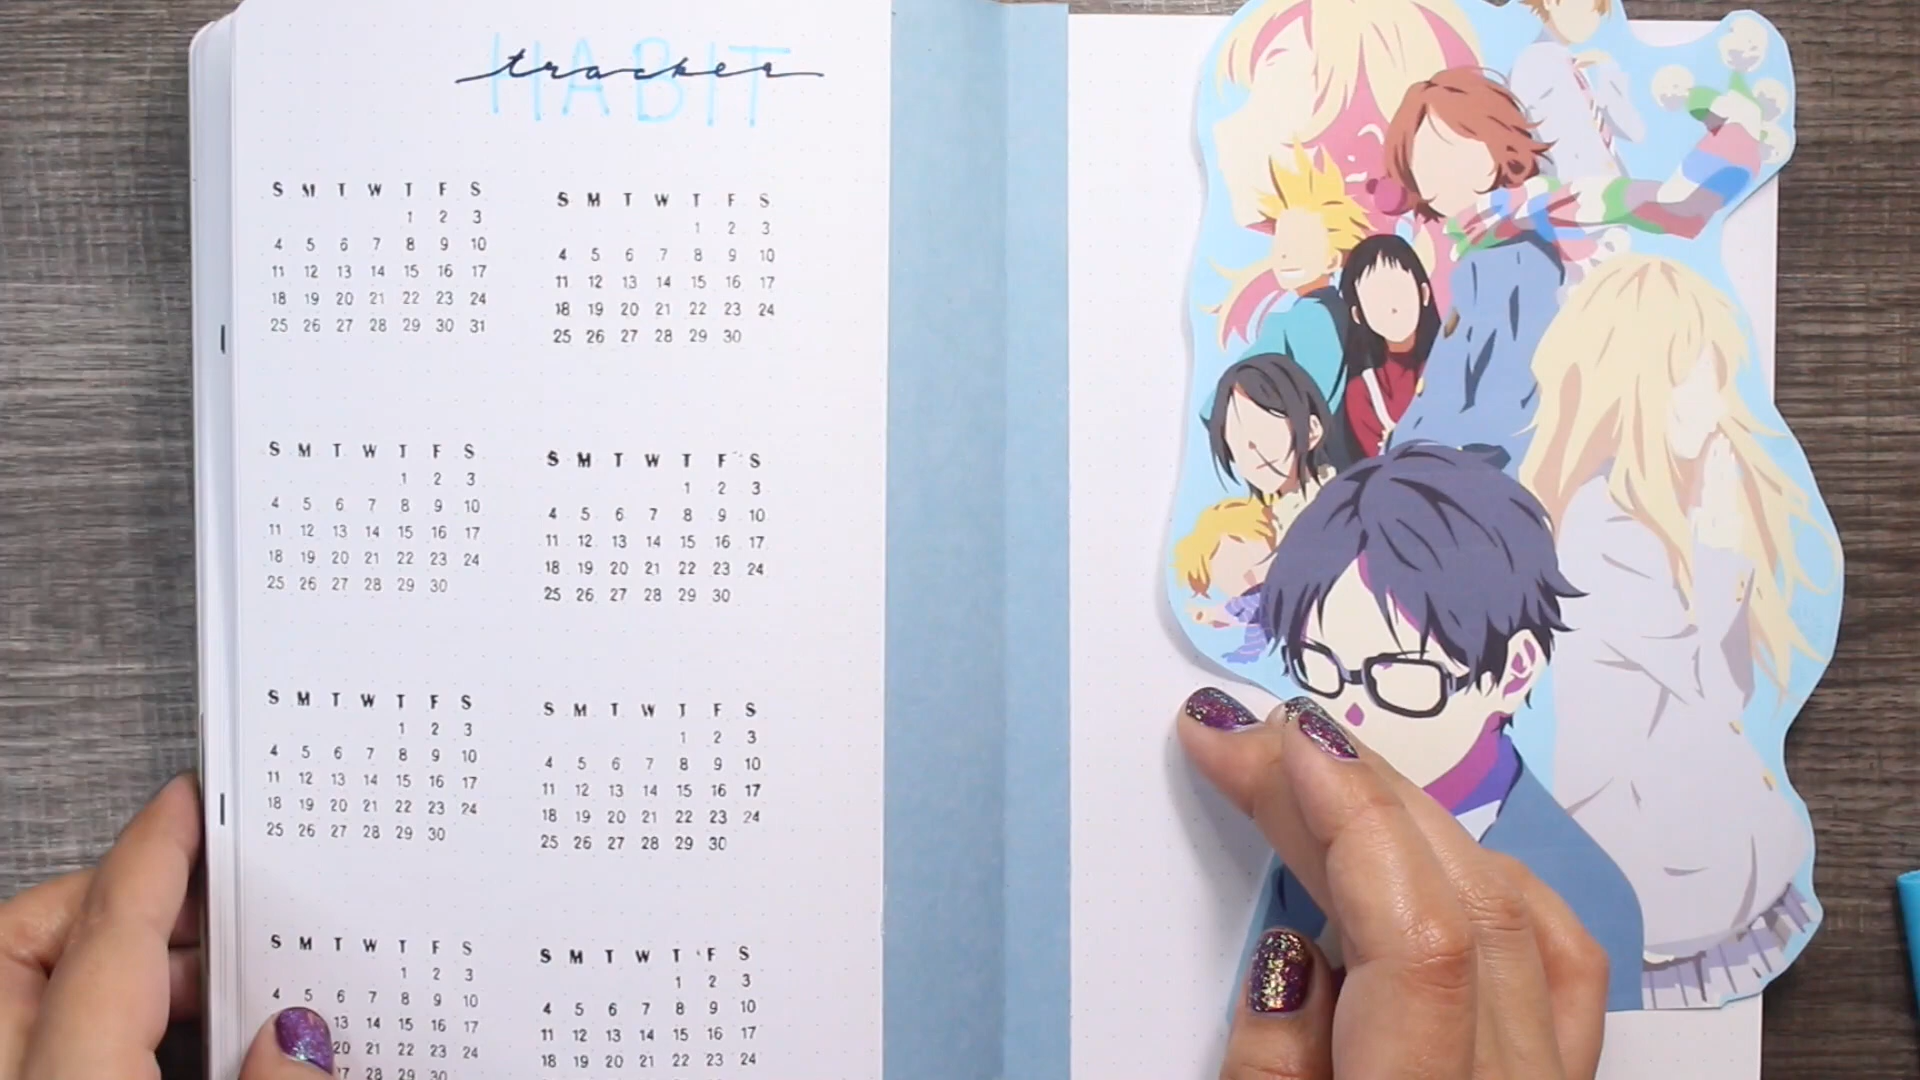 HABIT
tracker
S M T W T F S
1 2 3
4 5 6 7 8 9 10
11 12 13 14 15 16 17
18 19 20 21 22 23 24
25 26 27 28 29 30 31
S M T W T F S
1 2 3
4 5 6 7 8 9 10
11 12 13 14 15 16 17
18 19 20 21 22 23 24
25 26 27 28 29 30
S M T W T F S
1 2 3
4 5 6 7 8 9 10
11 12 13 14 15 16 17
18 19 20 21 22 23 24
25 26 27 28 29 30
S M T W T F S
1 2 3
4 5 6 7 8 9 10
11 12 13 14 15 16 17
18 19 20 21 22 23 24
25 26 27 28 29 30
S M T W T F S
1 2 3
4 5 6 7 8 9 10
11 12 13 14 15 16 17
18 19 20 21 22 23 24
25 26 27 28 29 30
S M T W T F S
1 2 3
4 5 6 7 8 9 10
11 12 13 14 15 16 17
18 19 20 21 22 23 24
25 26 27 28 29 30
S M T W T F S
1 2 3
4 5 6 7 8 9 10
13 14 15 16 17
20 21 22 23 24
28 29 30
S M T W T F S
1 2 3
4 5 6 7 8 9 10
11 12 13 14 15 16 17
18 19 20 21 22 23 24